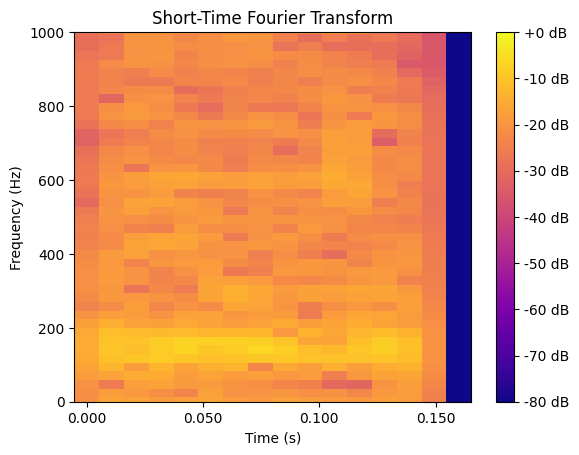 Short-Time Fourier Transform
1000
800
600
400
200
0
Frequency (Hz)
0.000
0.050
0.100
0.150
Time (s)
+0 dB
-10 dB
-20 dB
-30 dB
-40 dB
-50 dB
-60 dB
-70 dB
-80 dB